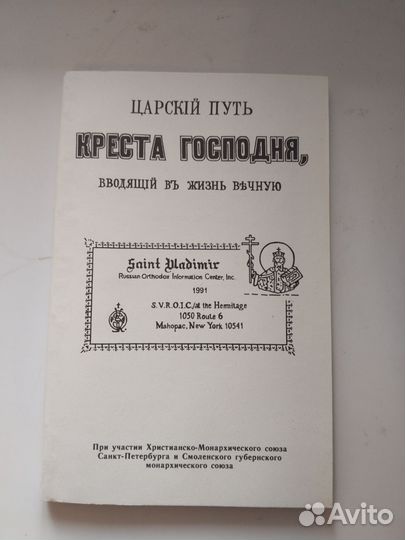 ЦАРСКІЙ ПУТЬ
КРЕСТА ГОСПОДНЯ,
ВВОДЯЩІЙ ВЪ ЖИЗНЬ ВѢЧНУЮ
Saint Vladimir
Russian Orthodox Information Center, Inc.
1991
S.V.R.O.I.C./at the Hermitage
1050 Route 6
Mahopac, New York 10541
При участии Христианско-Монархического союза
Санкт-Петербурга и Смоленского губернского
монархического союза
Avito